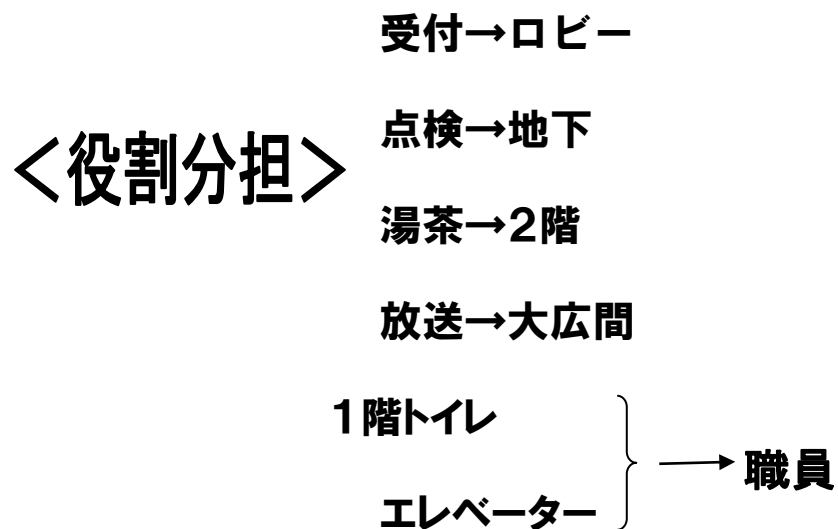 受付→ロビー
点検→地下
＜役割分担＞
湯茶→2階
放送→大広間
1階トイレ
エレベーター
→職員